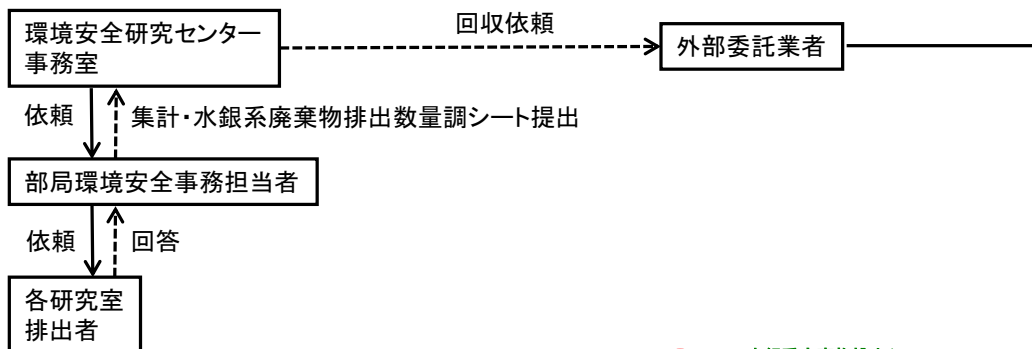 環境安全研究センター
事務室
回収依頼
外部委託業者
依頼
集計・水銀系廃棄物排出数量調シート提出
部局環境安全事務担当者
依頼
回答
各研究室
排出者